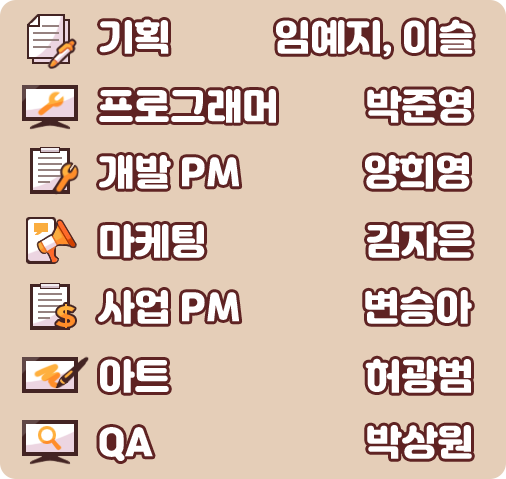 기획 임예지, 이슬
프로그래머 박준영
개발 PM 양희영
마케팅 김자은
사업 PM 변승아
아트 허광범
QA 박상원